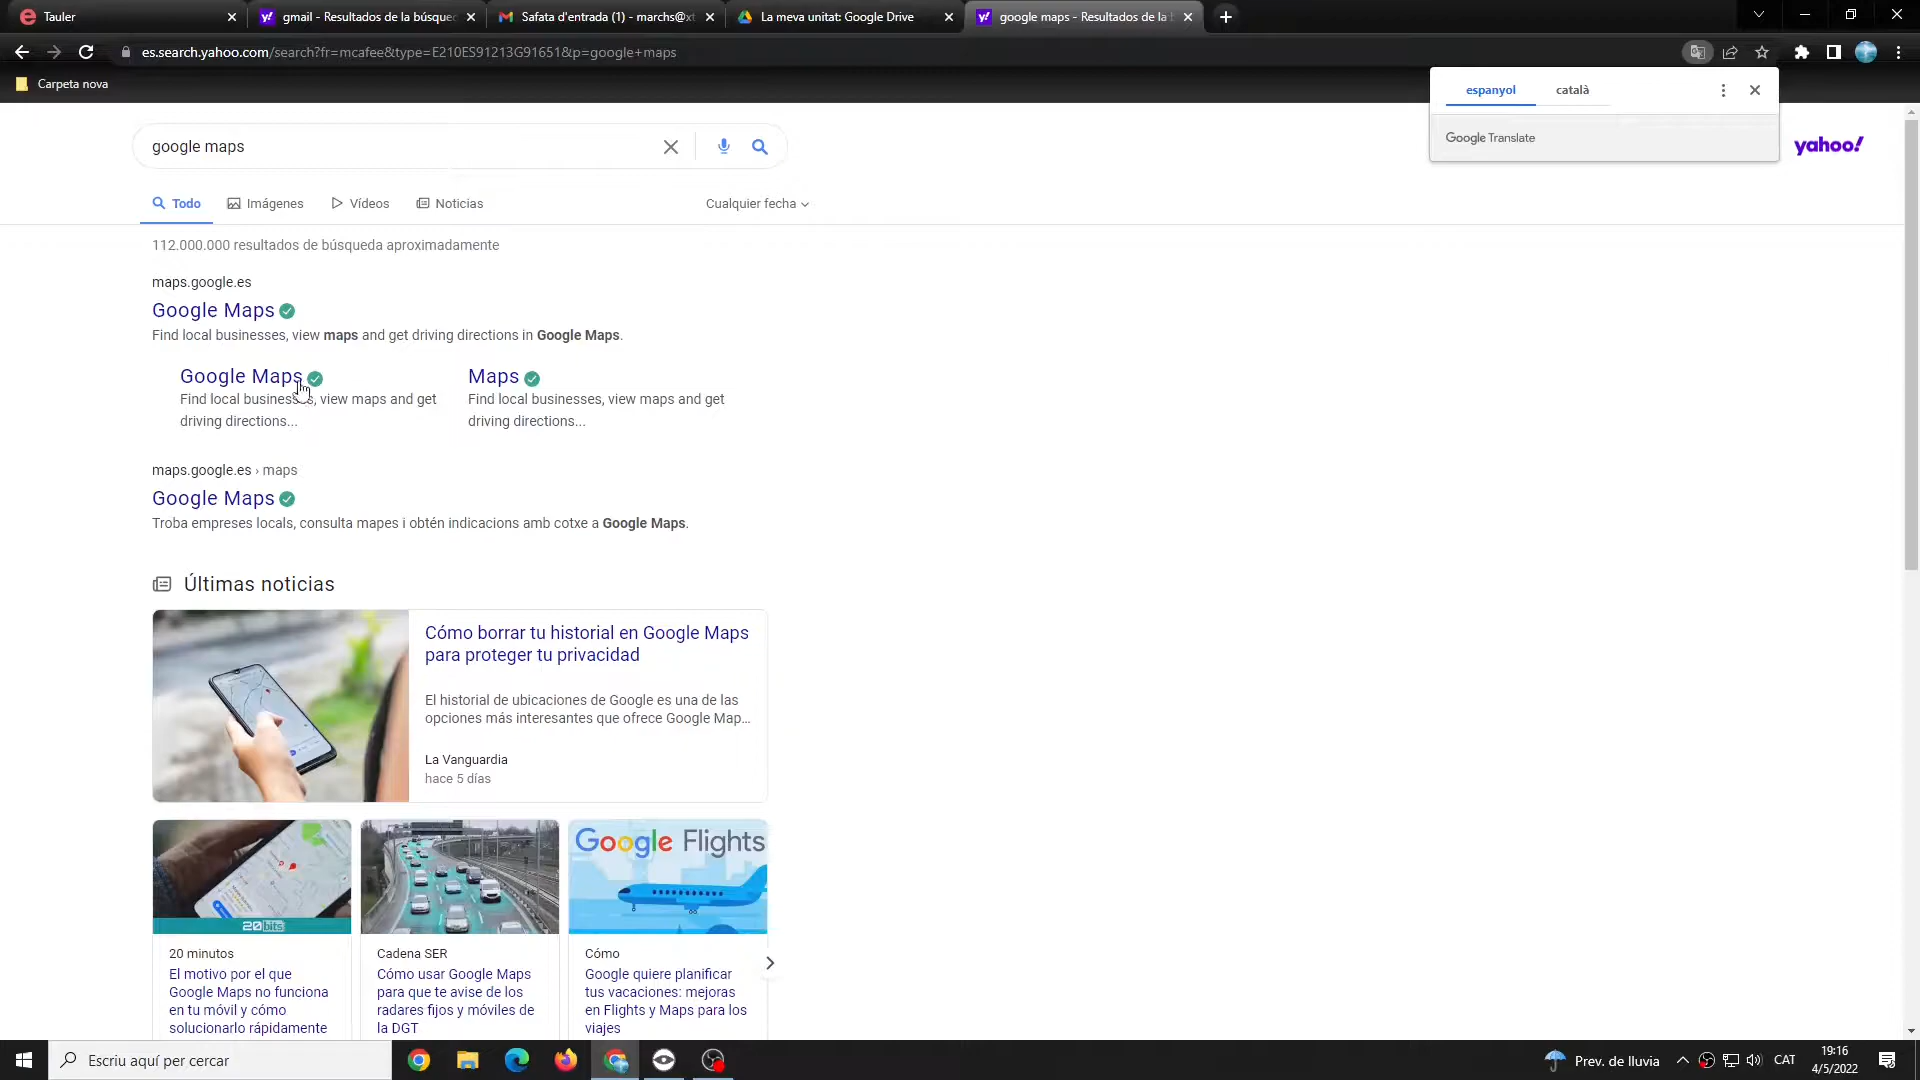 Tauler
gmail - Resultados de la búsqued
Safata d'entrada (1) - marchs@xt
La meva unitat: Google Drive
google maps - Resultados de la b
es.search.yahoo.com/search?fr=mcafee&type=E210ES91213G91651&p=google+maps
Carpeta nova
espanyol català
Google Translate
google maps
yahoo!
Todo Imágenes Vídeos Noticias Cualquier fecha
112.000.000 resultados de búsqueda aproximadamente
maps.google.es
Google Maps
Find local businesses, view maps and get driving directions in Google Maps.
Google Maps
Find local businesses, view maps and get
driving directions...
Maps
Find local businesses, view maps and get
driving directions...
maps.google.es › maps
Google Maps
Troba empreses locals, consulta mapes i obtén indicacions amb cotxe a Google Maps.
Últimas noticias
Cómo borrar tu historial en Google Maps
para proteger tu privacidad
El historial de ubicaciones de Google es una de las
opciones más interesantes que ofrece Google Map...
La Vanguardia
hace 5 días
20bits
20 minutos
El motivo por el que
Google Maps no funciona
en tu móvil y cómo
solucionarlo rápidamente
Cadena SER
Cómo usar Google Maps
para que te avise de los
radares fijos y móviles de
la DGT
Google Flights
Cómo
Google quiere planificar
tus vacaciones: mejoras
en Flights y Maps para los
viajes
Escriu aquí per cercar
Prev. de lluvia
CAT
19:16
4/5/2022